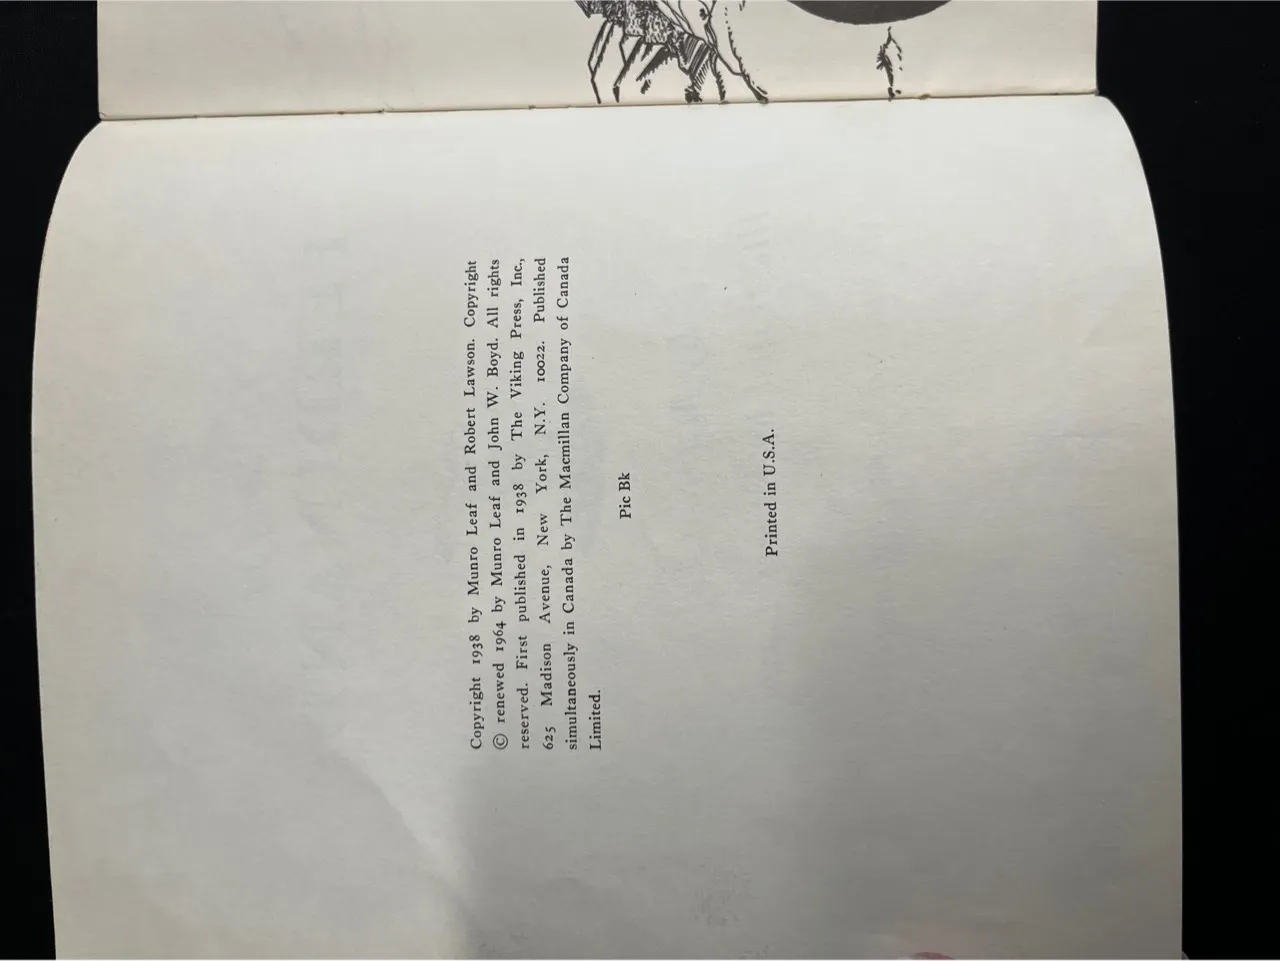 Copyright 1938 by Munro Leaf and Robert Lawson. Copyright
© renewed 1964 by Munro Leaf and John W. Boyd. All rights
reserved. First published in 1938 by The Viking Press, Inc.,
625 Madison Avenue, New York, N.Y. 10022. Published
simultaneously in Canada by The Macmillan Company of Canada
Limited.
Pic Bk
Printed in U.S.A.